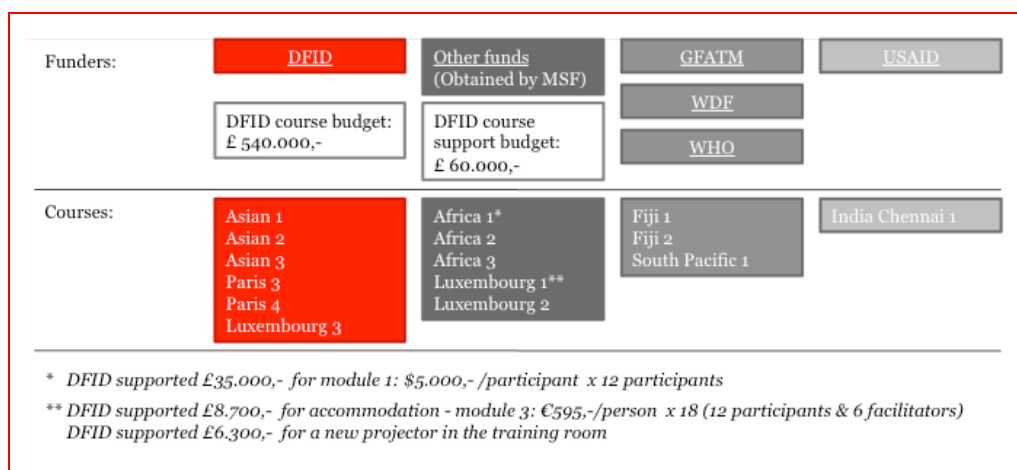 Funders:
DFID
Other funds
(Obtained by MSF)
GFATM
USAID
WDF
WHO
DFID course budget:
£ 540.000,-
DFID course
support budget:
£ 60.000,-
Courses:
Asian 1
Asian 2
Asian 3
Paris 3
Paris 4
Luxembourg 3
Africa 1*
Africa 2
Africa 3
Luxembourg 1**
Luxembourg 2
Fiji 1
Fiji 2
South Pacific 1
India Chennai 1
* DFID supported £35.000,- for module 1: $5.000,- /participant x 12 participants
** DFID supported £8.700,- for accommodation - module 3: €595,-/person x 18 (12 participants & 6 facilitators)
DFID supported £6.300,- for a new projector in the training room